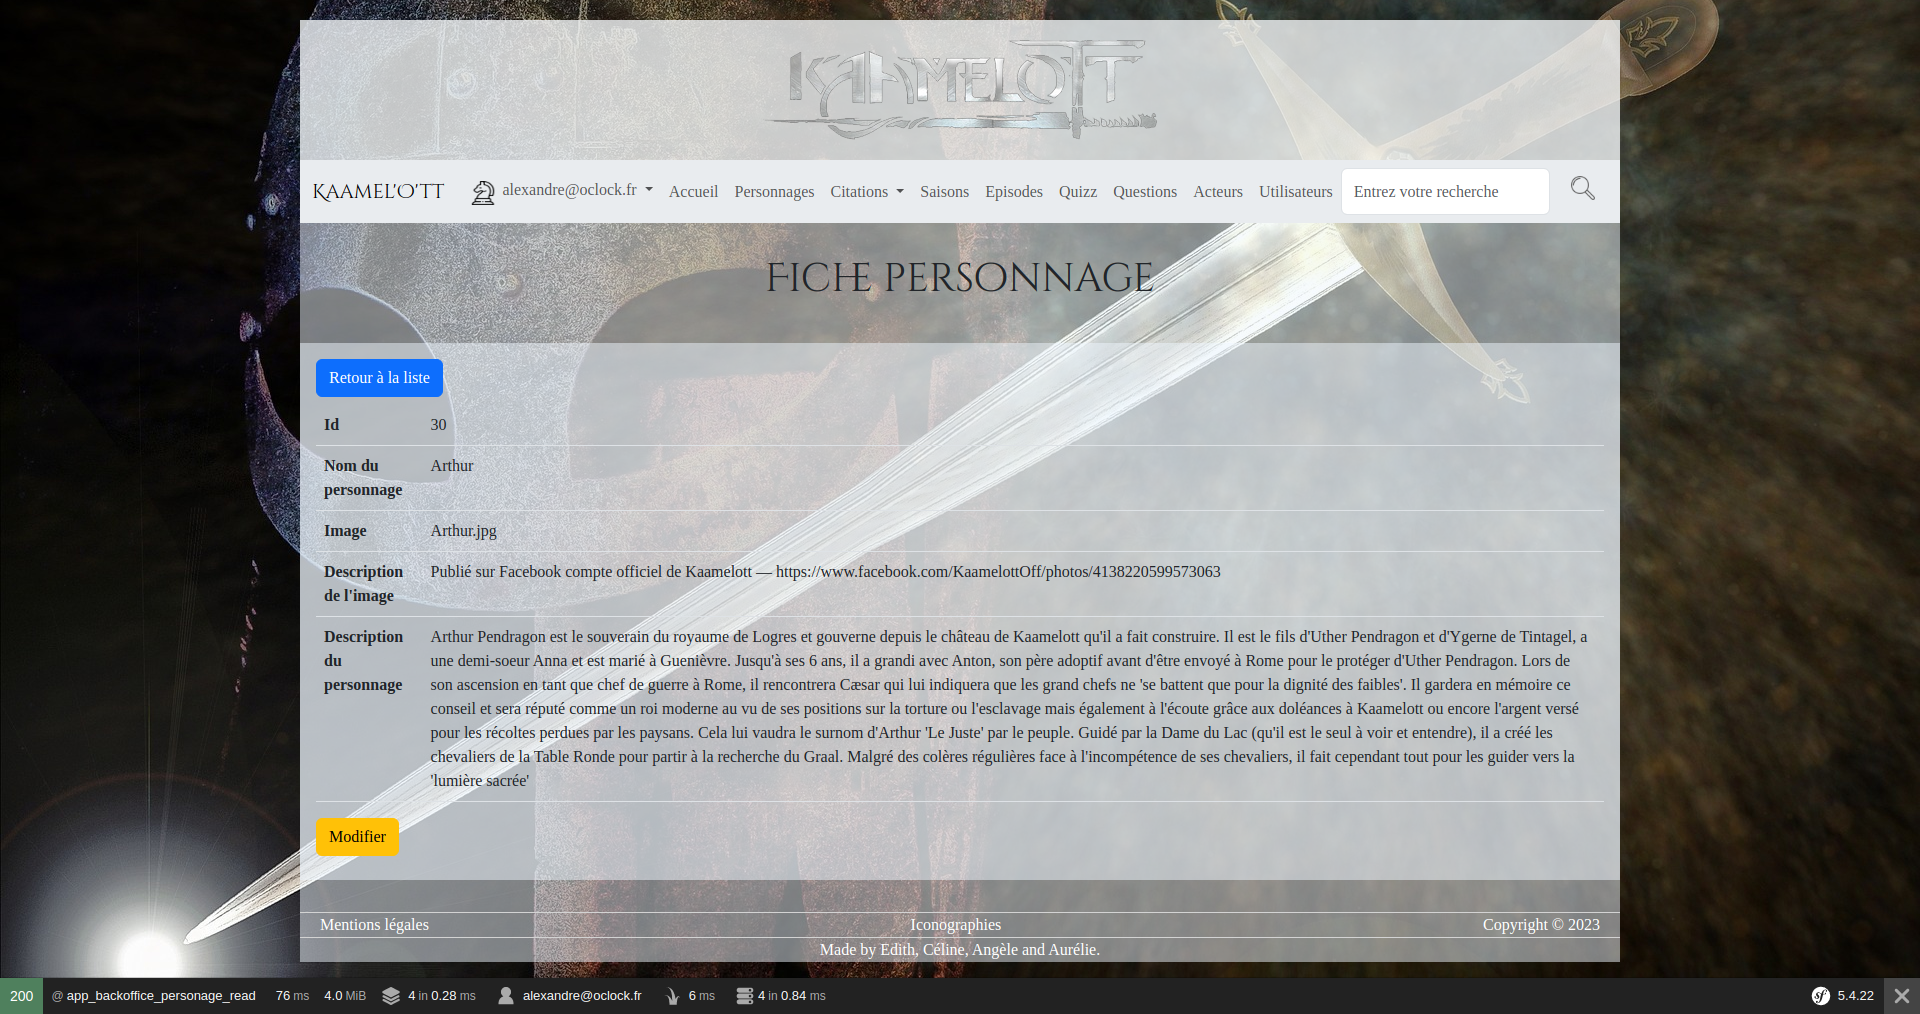 KAAMELOTT
KAAMEL'O'TT
alexandre@oclock.fr Accueil Personnages Citations Saisons Episodes Quizz Questions Acteurs Utilisateurs Entrez votre recherche
FICHE PERSONNAGE
Retour à la liste
Id 30
Nom du personnage Arthur
Image Arthur.jpg
Description de l'image Publié sur Facebook compte officiel de Kaamelott — https://www.facebook.com/KaamelottOff/photos/4138220599573063
Description du personnage
Arthur Pendragon est le souverain du royaume de Logres et gouverne depuis le château de Kaamelott qu'il a fait construire. Il est le fils d'Uther Pendragon et d'Ygerne de Tintagel, a
une demi-soeur Anna et est marié à Guenièvre. Jusqu'à ses 6 ans, il a grandi avec Anton, son père adoptif avant d'être envoyé à Rome pour le protéger d'Uther Pendragon. Lors de
son ascension en tant que chef de guerre à Rome, il rencontrera Cæsar qui lui indiquera que les grand chefs ne 'se battent que pour la dignité des faibles'. Il gardera en mémoire ce
conseil et sera réputé comme un roi moderne au vu de ses positions sur la torture ou l'esclavage mais également à l'écoute grâce aux doléances à Kaamelott ou encore l'argent versé
pour les récoltes perdues par les paysans. Cela lui vaudra le surnom d'Arthur 'Le Juste' par le peuple. Guidé par la Dame du Lac (qu'il est le seul à voir et entendre), il a créé les
chevaliers de la Table Ronde pour partir à la recherche du Graal. Malgré des colères régulières face à l'incompétence de ses chevaliers, il fait cependant tout pour les guider vers la
'lumière sacrée'
Modifier
Mentions légales Iconographies Copyright © 2023
Made by Edith, Céline, Angèle and Aurélie.
200 @ app_backoffice_personage_read 76 ms 4.0 MiB 4 in 0.28 ms alexandre@oclock.fr 6 ms 4 in 0.84 ms sf 5.4.22